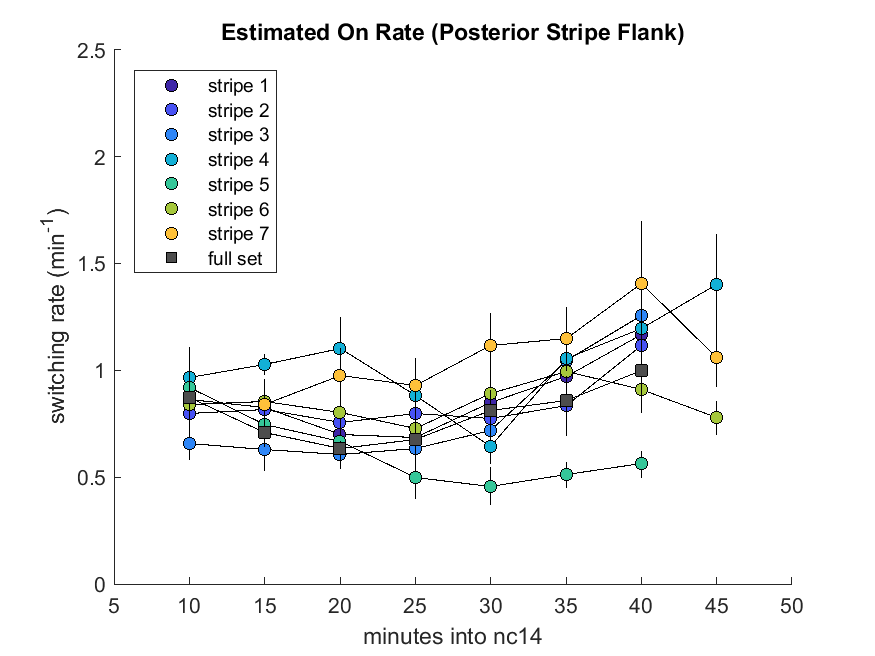 Estimated On Rate (Posterior Stripe Flank)
2.5
stripe 1
stripe 2
stripe 3
stripe 4
stripe 5
stripe 6
stripe 7
full set
2
1.5
1
0.5
0
switching rate (min⁻¹)
5 10 15 20 25 30 35 40 45 50
minutes into nc14